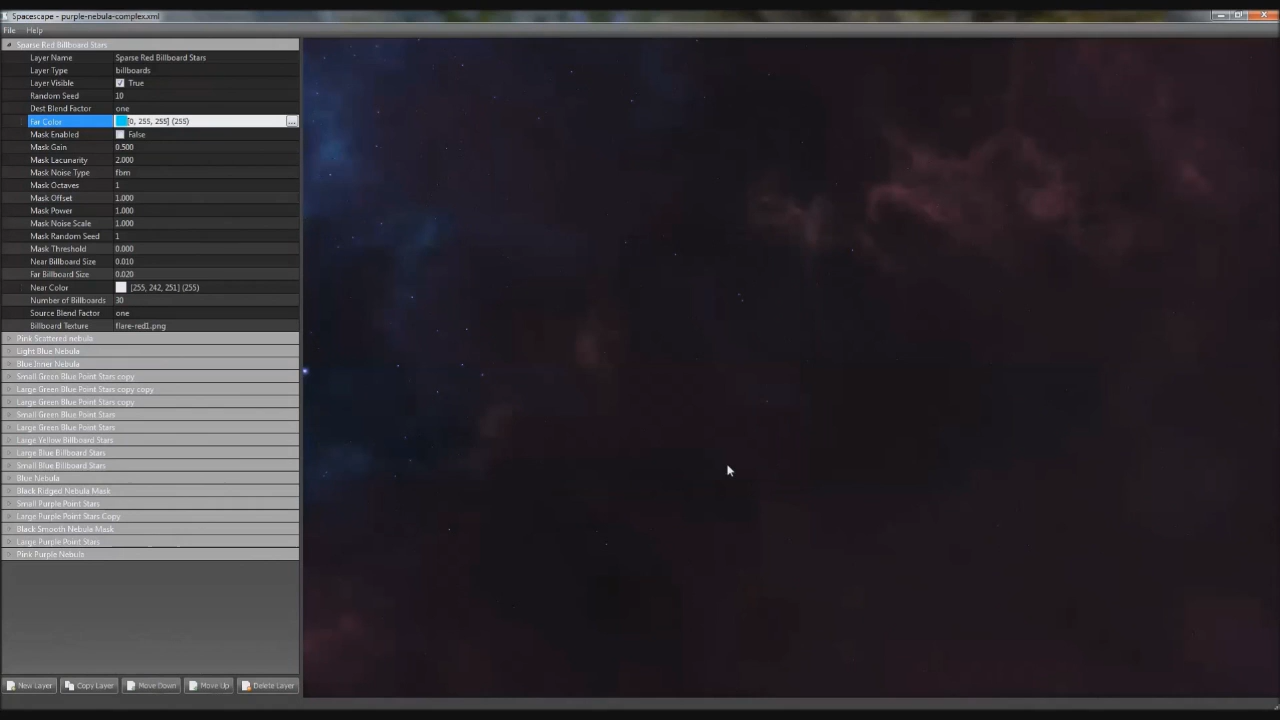 Spacescape - purple-nebula-complex.xml
File Help
Sparse Red Billboard Stars
Layer Name Sparse Red Billboard Stars
Layer Type billboards
Layer Visible True
Random Seed 10
Dest Blend Factor one
Far Color [0, 255, 255] (255) ...
Mask Enabled False
Mask Gain 0.500
Mask Lacunarity 2.000
Mask Noise Type fbm
Mask Octaves 1
Mask Offset 1.000
Mask Power 1.000
Mask Noise Scale 1.000
Mask Random Seed 1
Mask Threshold 0.000
Near Billboard Size 0.010
Far Billboard Size 0.020
Near Color [255, 242, 251] (255)
Number of Billboards 30
Source Blend Factor one
Billboard Texture flare-red1.png
Pink Scattered nebula
Light Blue Nebula
Blue Inner Nebula
Small Green Blue Point Stars copy
Large Green Blue Point Stars copy copy
Large Green Blue Point Stars copy
Small Green Blue Point Stars
Large Green Blue Point Stars
Large Yellow Billboard Stars
Large Blue Billboard Stars
Small Blue Billboard Stars
Blue Nebula
Black Ridged Nebula Mask
Small Purple Point Stars
Large Purple Point Stars Copy
Black Smooth Nebula Mask
Large Purple Point Stars
Pink Purple Nebula
New Layer Copy Layer Move Down Move Up Delete Layer